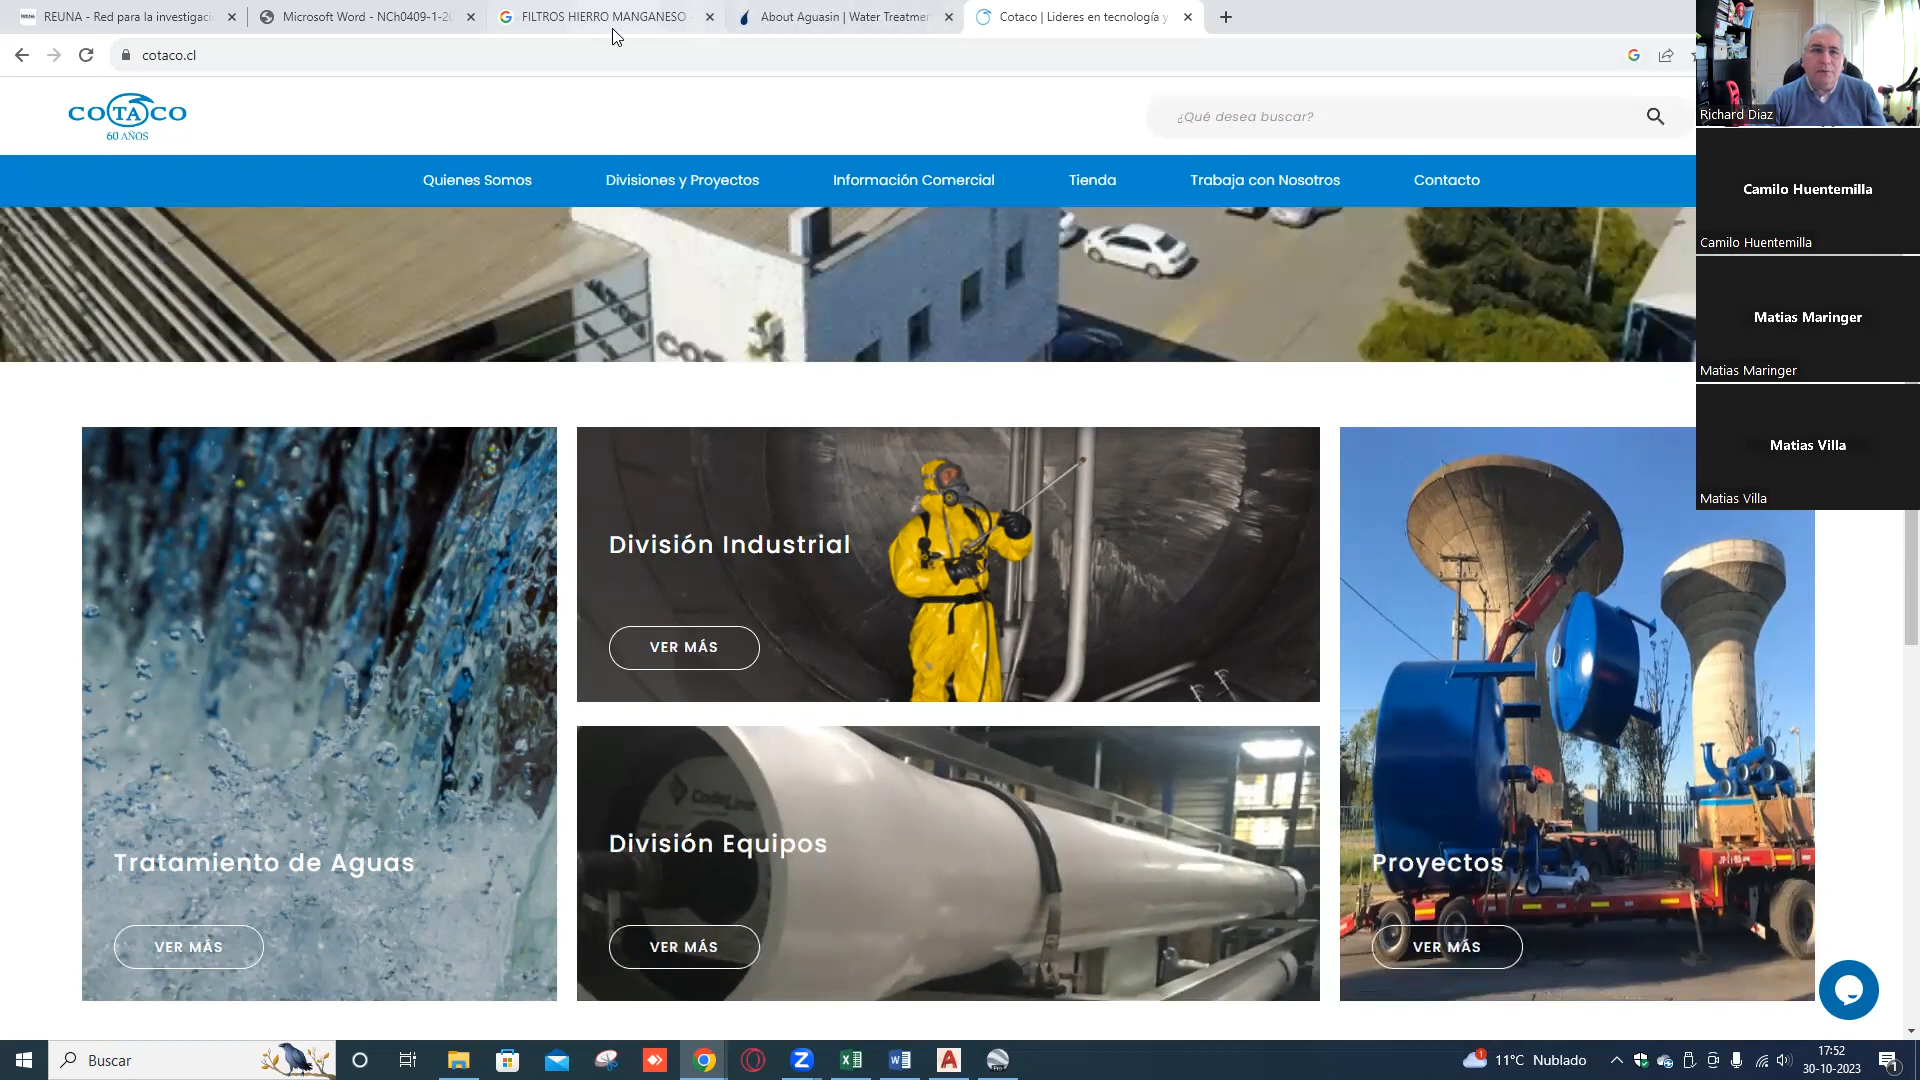 REUNA - Red para la investigaci
Microsoft Word - NCh0409-1-20
FILTROS HIERRO MANGANESO -
About Aguasin | Water Treatmen
Cotaco | Lideres en tecnología y
cotaco.cl
COTACO
60 AÑOS
¿Qué desea buscar?
Quienes Somos
Divisiones y Proyectos
Información Comercial
Tienda
Trabaja con Nosotros
Contacto
Richard Diaz
Camilo Huentemilla
Camilo Huentemilla
Matias Maringer
Matias Maringer
Matias Villa
Matias Villa
División Industrial
VER MÁS
División Equipos
VER MÁS
Tratamiento de Aguas
VER MÁS
Proyectos
VER MÁS
Buscar
11°C Nublado
17:52
30-10-2023